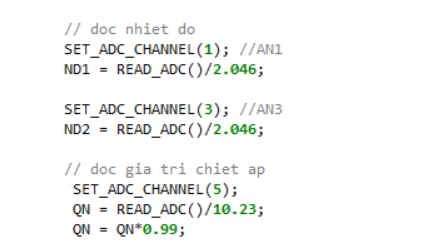 // doc nhiet do
SET_ADC_CHANNEL(1); //AN1
ND1 = READ_ADC()/2.046;
SET_ADC_CHANNEL(3); //AN3
ND2 = READ_ADC()/2.046;
// doc gia tri chiet ap
SET_ADC_CHANNEL(5);
QN = READ_ADC()/10.23;
QN = QN*0.99;